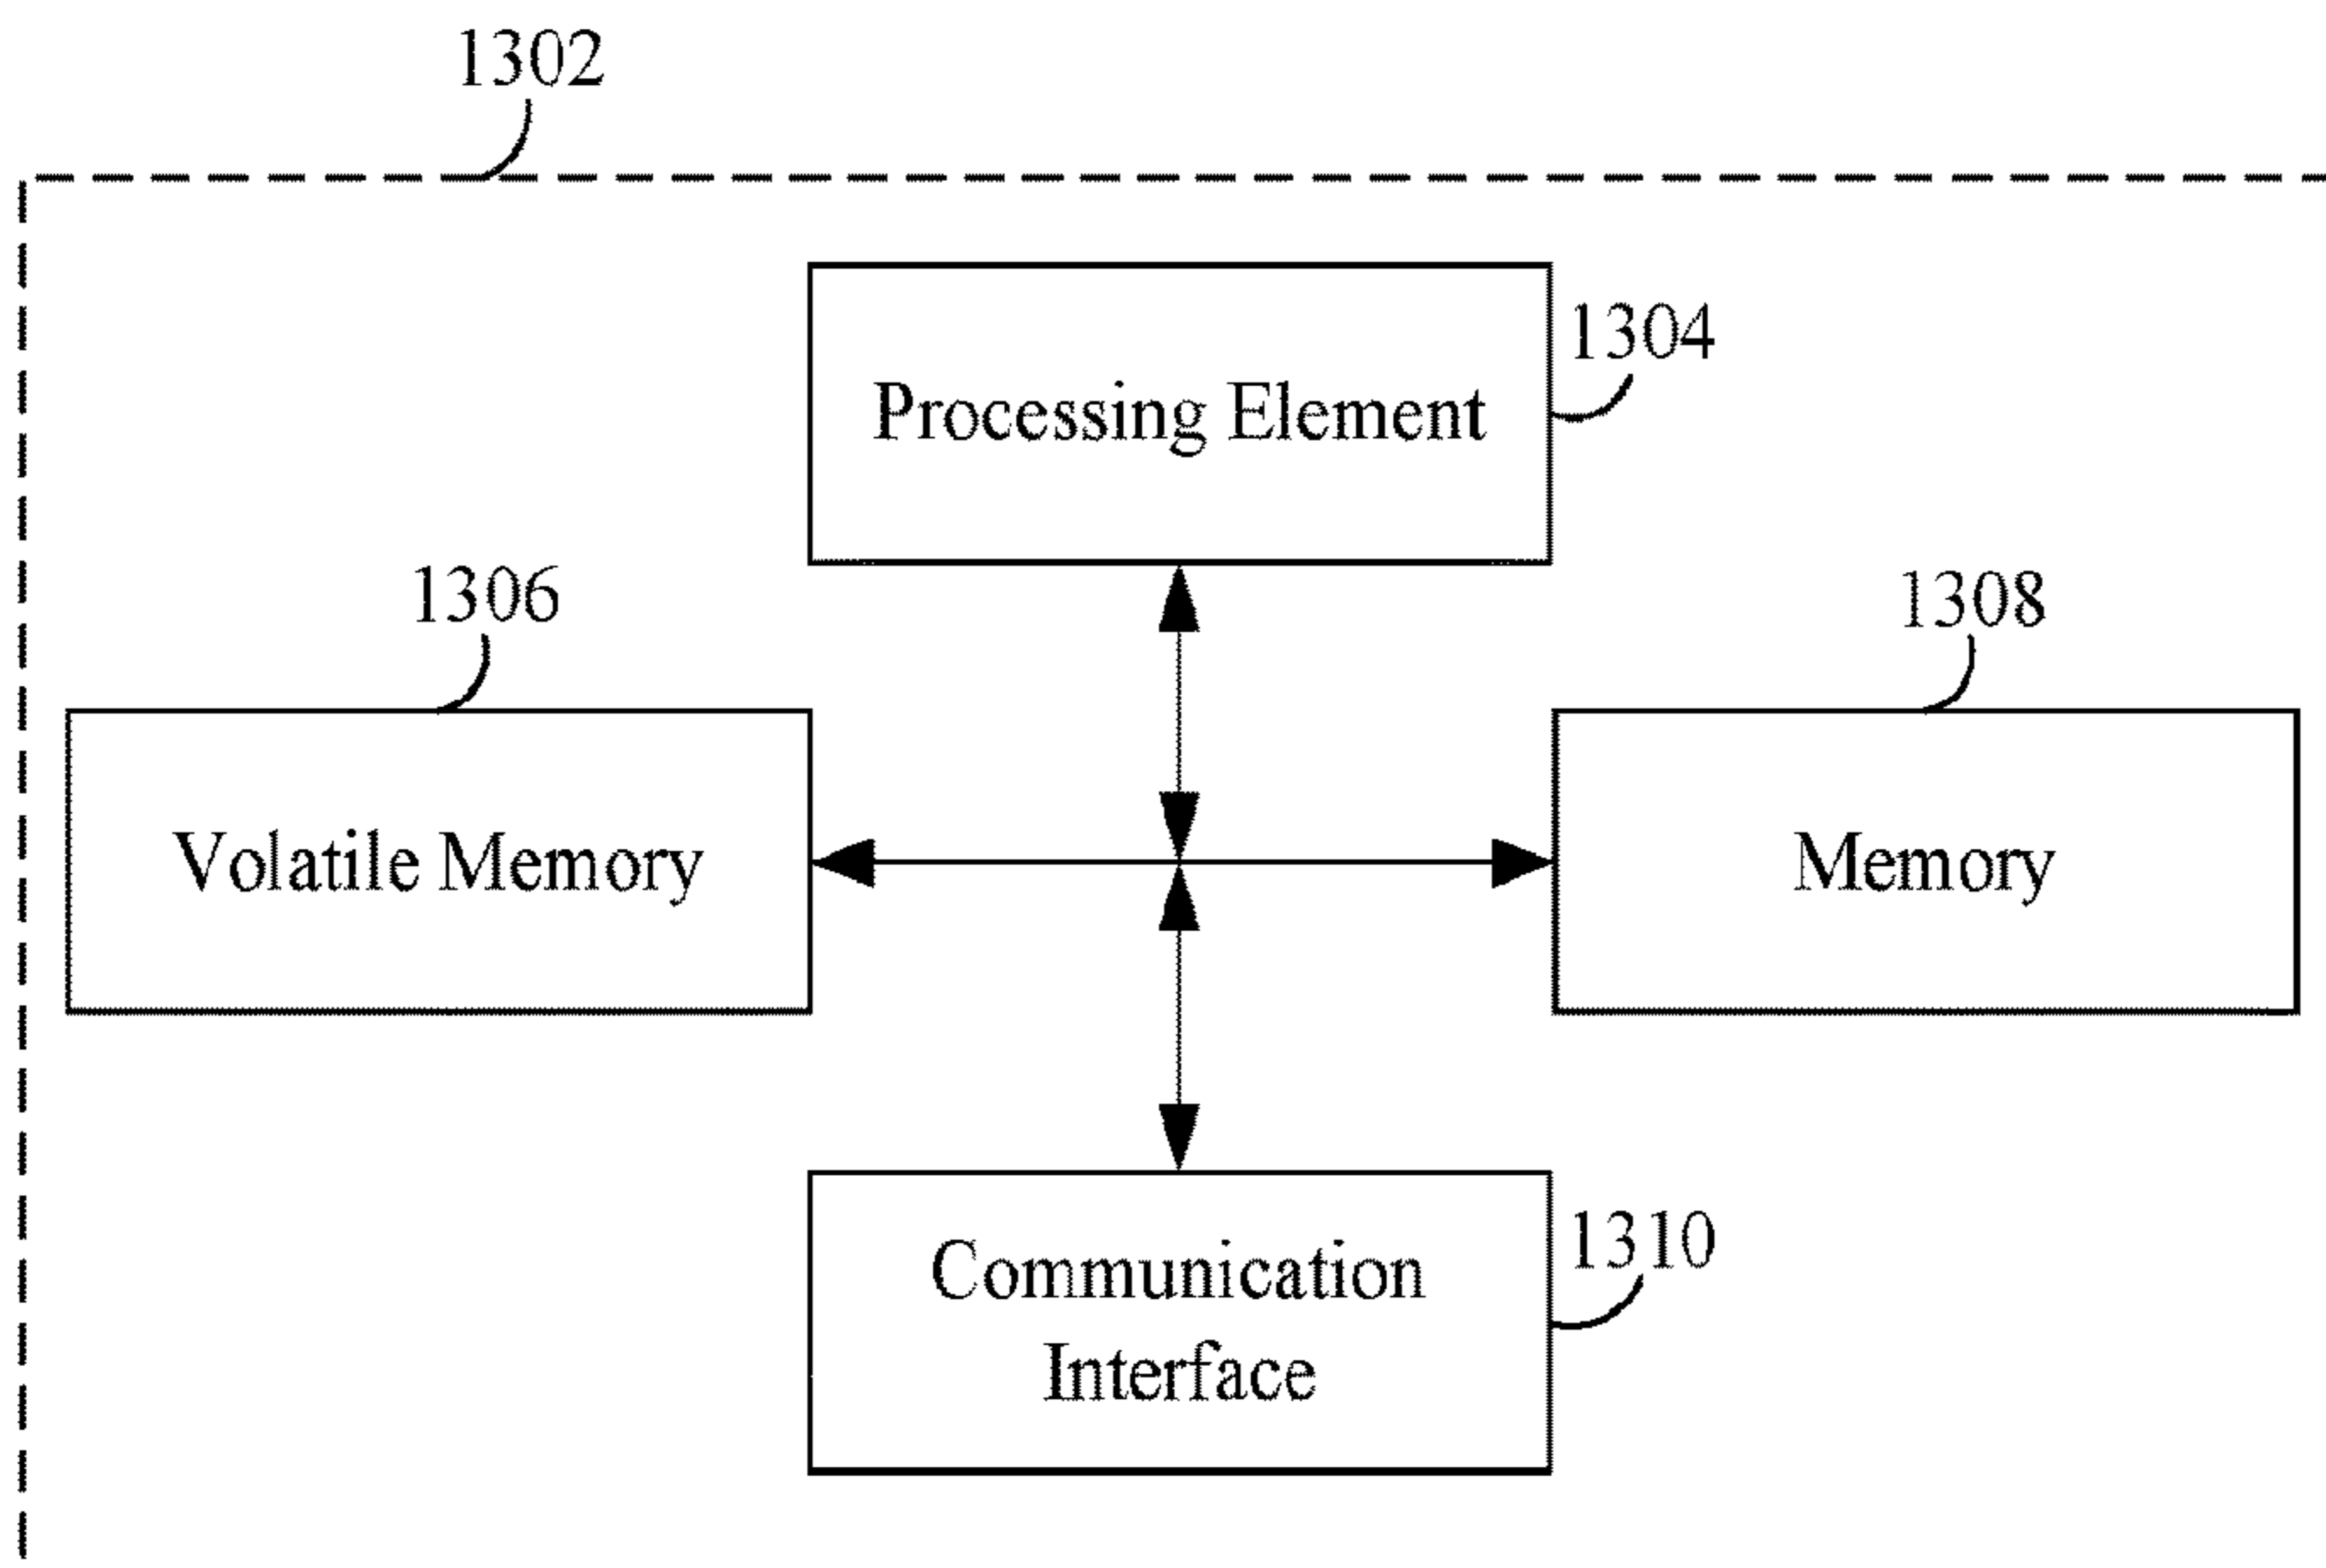 1302
1304
Processing Element
1306
1308
Volatile Memory
Memory
1310
Communication
Interface